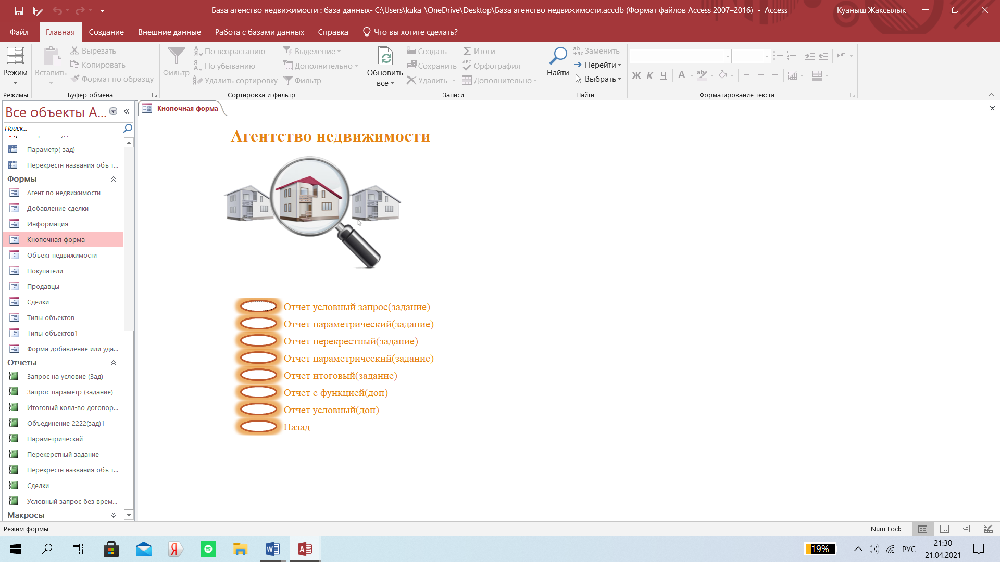 База агенство недвижимости : база данных- C:\Users\kuka_\OneDrive\Desktop\База агенство недвижимости.accdb (Формат файлов Access 2007–2016) - Access
Куаныш Жаксылык
Файл Главная Создание Внешние данные Работа с базами данных Справка Что вы хотите сделать?
Режим
Режимы
Вставить
Вырезать
Копировать
Формат по образцу
Буфер обмена
Фильтр
По возрастанию
По убыванию
Удалить сортировку
Выделение
Дополнительно
Фильтр
Сортировка и фильтр
Обновить
все
Создать
Сохранить
Удалить
Итоги
Орфография
Дополнительно
Записи
Найти
Заменить
Перейти
Выбрать
Найти
Ж К Ч А
Форматирование текста
Все объекты А...
Поиск...
Параметр( зад)
Перекрестн названия объ т...
Формы
Агент по недвижимости
Добавление сделки
Информация
Кнопочная форма
Объект недвижимости
Покупатели
Продавцы
Сделки
Типы объектов
Типы объектов1
Форма добавление или уда...
Отчеты
Запрос на условие (Зад)
Запрос параметр (задание)
Итоговый колл-во договор...
Объединение 2222(зад)1
Параметрический
Перекерстный задание
Перекрестн названия объ т...
Сделки
Условный запрос без врем...
Макросы
Кнопочная форма
Агентство недвижимости
Отчет условный запрос(задание)
Отчет параметрический(задание)
Отчет перекрестный(задание)
Отчет параметрический(задание)
Отчет итоговый(задание)
Отчет с функцией(доп)
Отчет условный(доп)
Назад
Режим формы
Num Lock
19%
РУС
21:30
21.04.2021